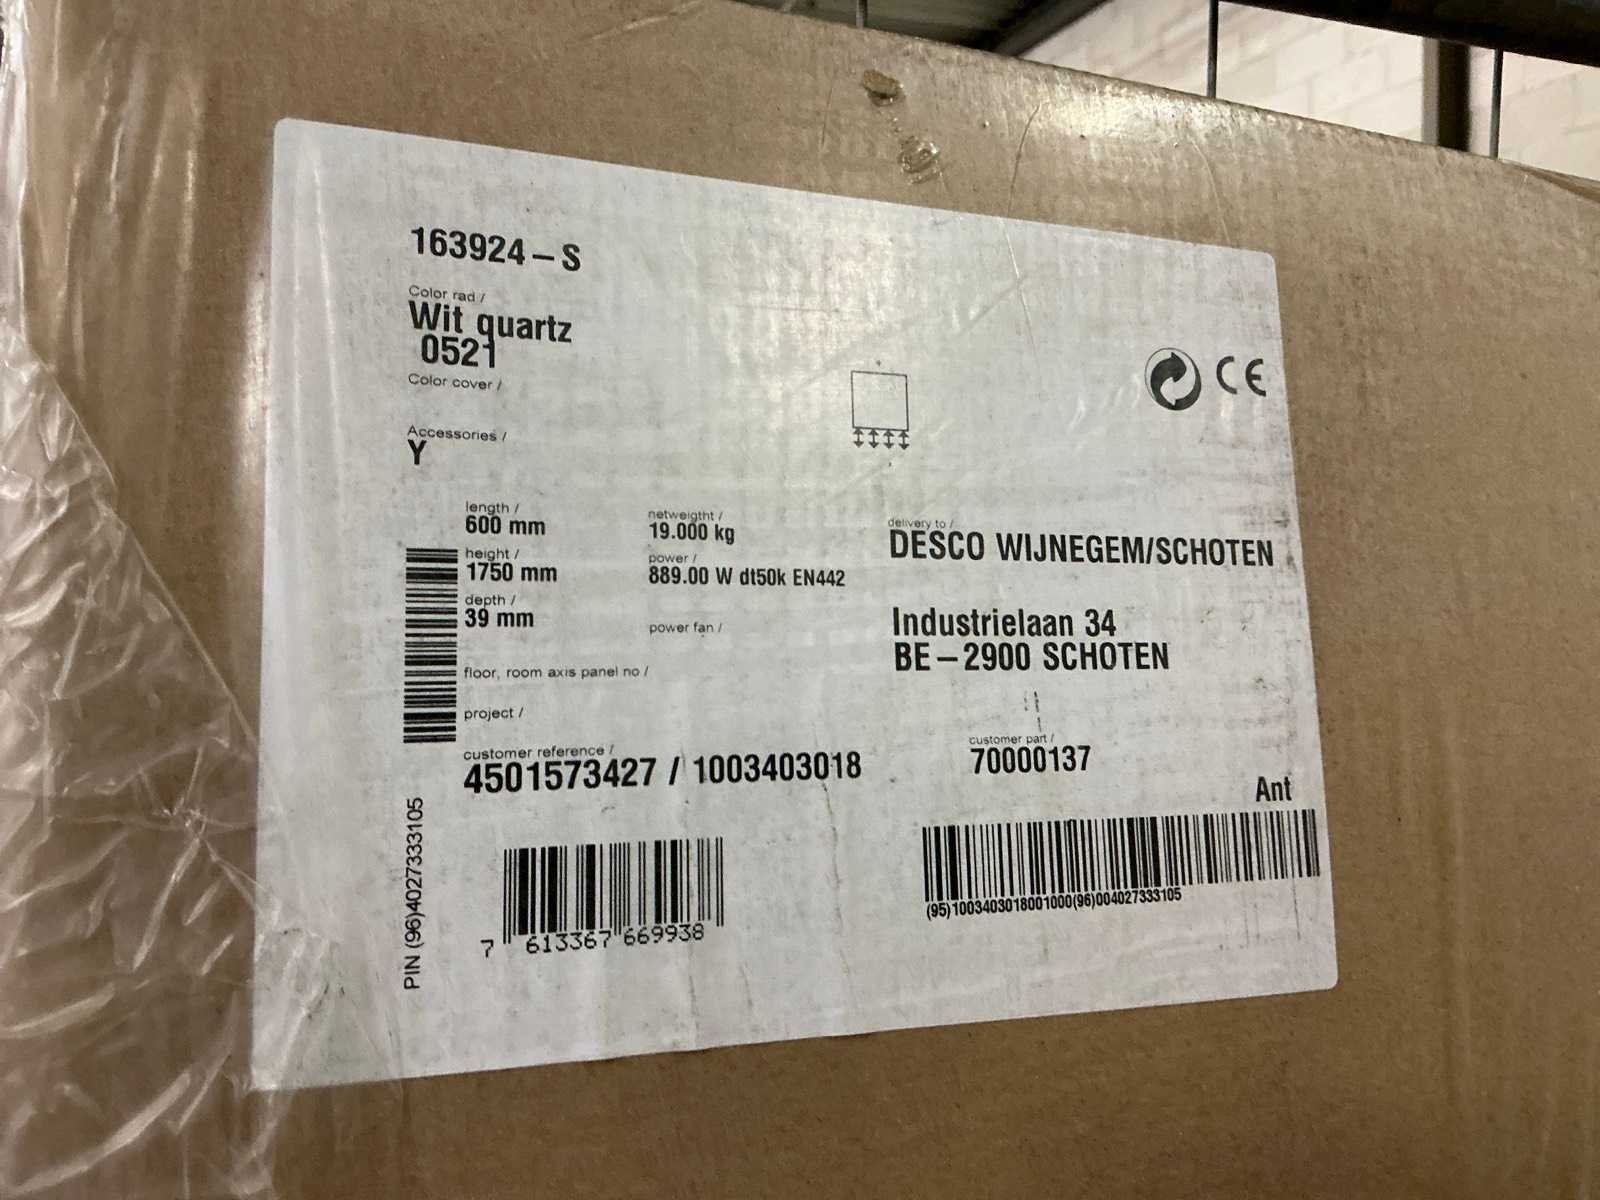 163924-S
Color rad /
Wit quartz
0521
Color cover /
Accessories /
Y
length /
600 mm
height /
1750 mm
depth /
39 mm
netweigtht /
19.000 kg
power /
889.00 W dt50k EN442
power fan /
delivery to /
DESCO WIJNEGEM/SCHOTEN
Industrielaan 34
BE-2900 SCHOTEN
floor, room axis panel no /
project /
customer reference /
4501573427 / 1003403018
customer part /
70000137
Ant
PIN (96)4027333105
7 613367 669938
(95)1003403018001000(96)004027333105
CE